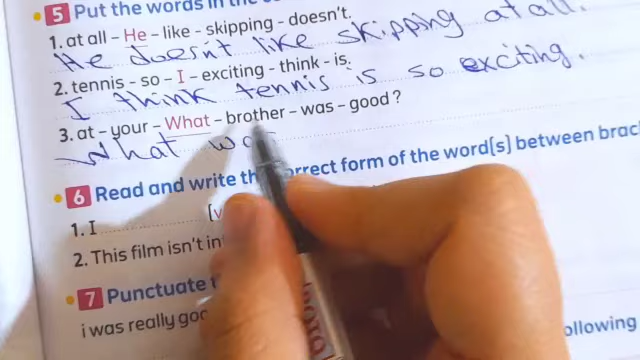 5 Put the words in the
1. at all – He – like – skipping – doesn't.
He doesn't like skipping at all.
2. tennis – so – I – exciting – think – is.
I think tennis is so exciting.
3. at – your – What – brother – was – good ?
What wa
6 Read and write th orrect form of the word(s) between brac
1. I
2. This film isn't in
7 Punctuate
i was really goo
ollowing